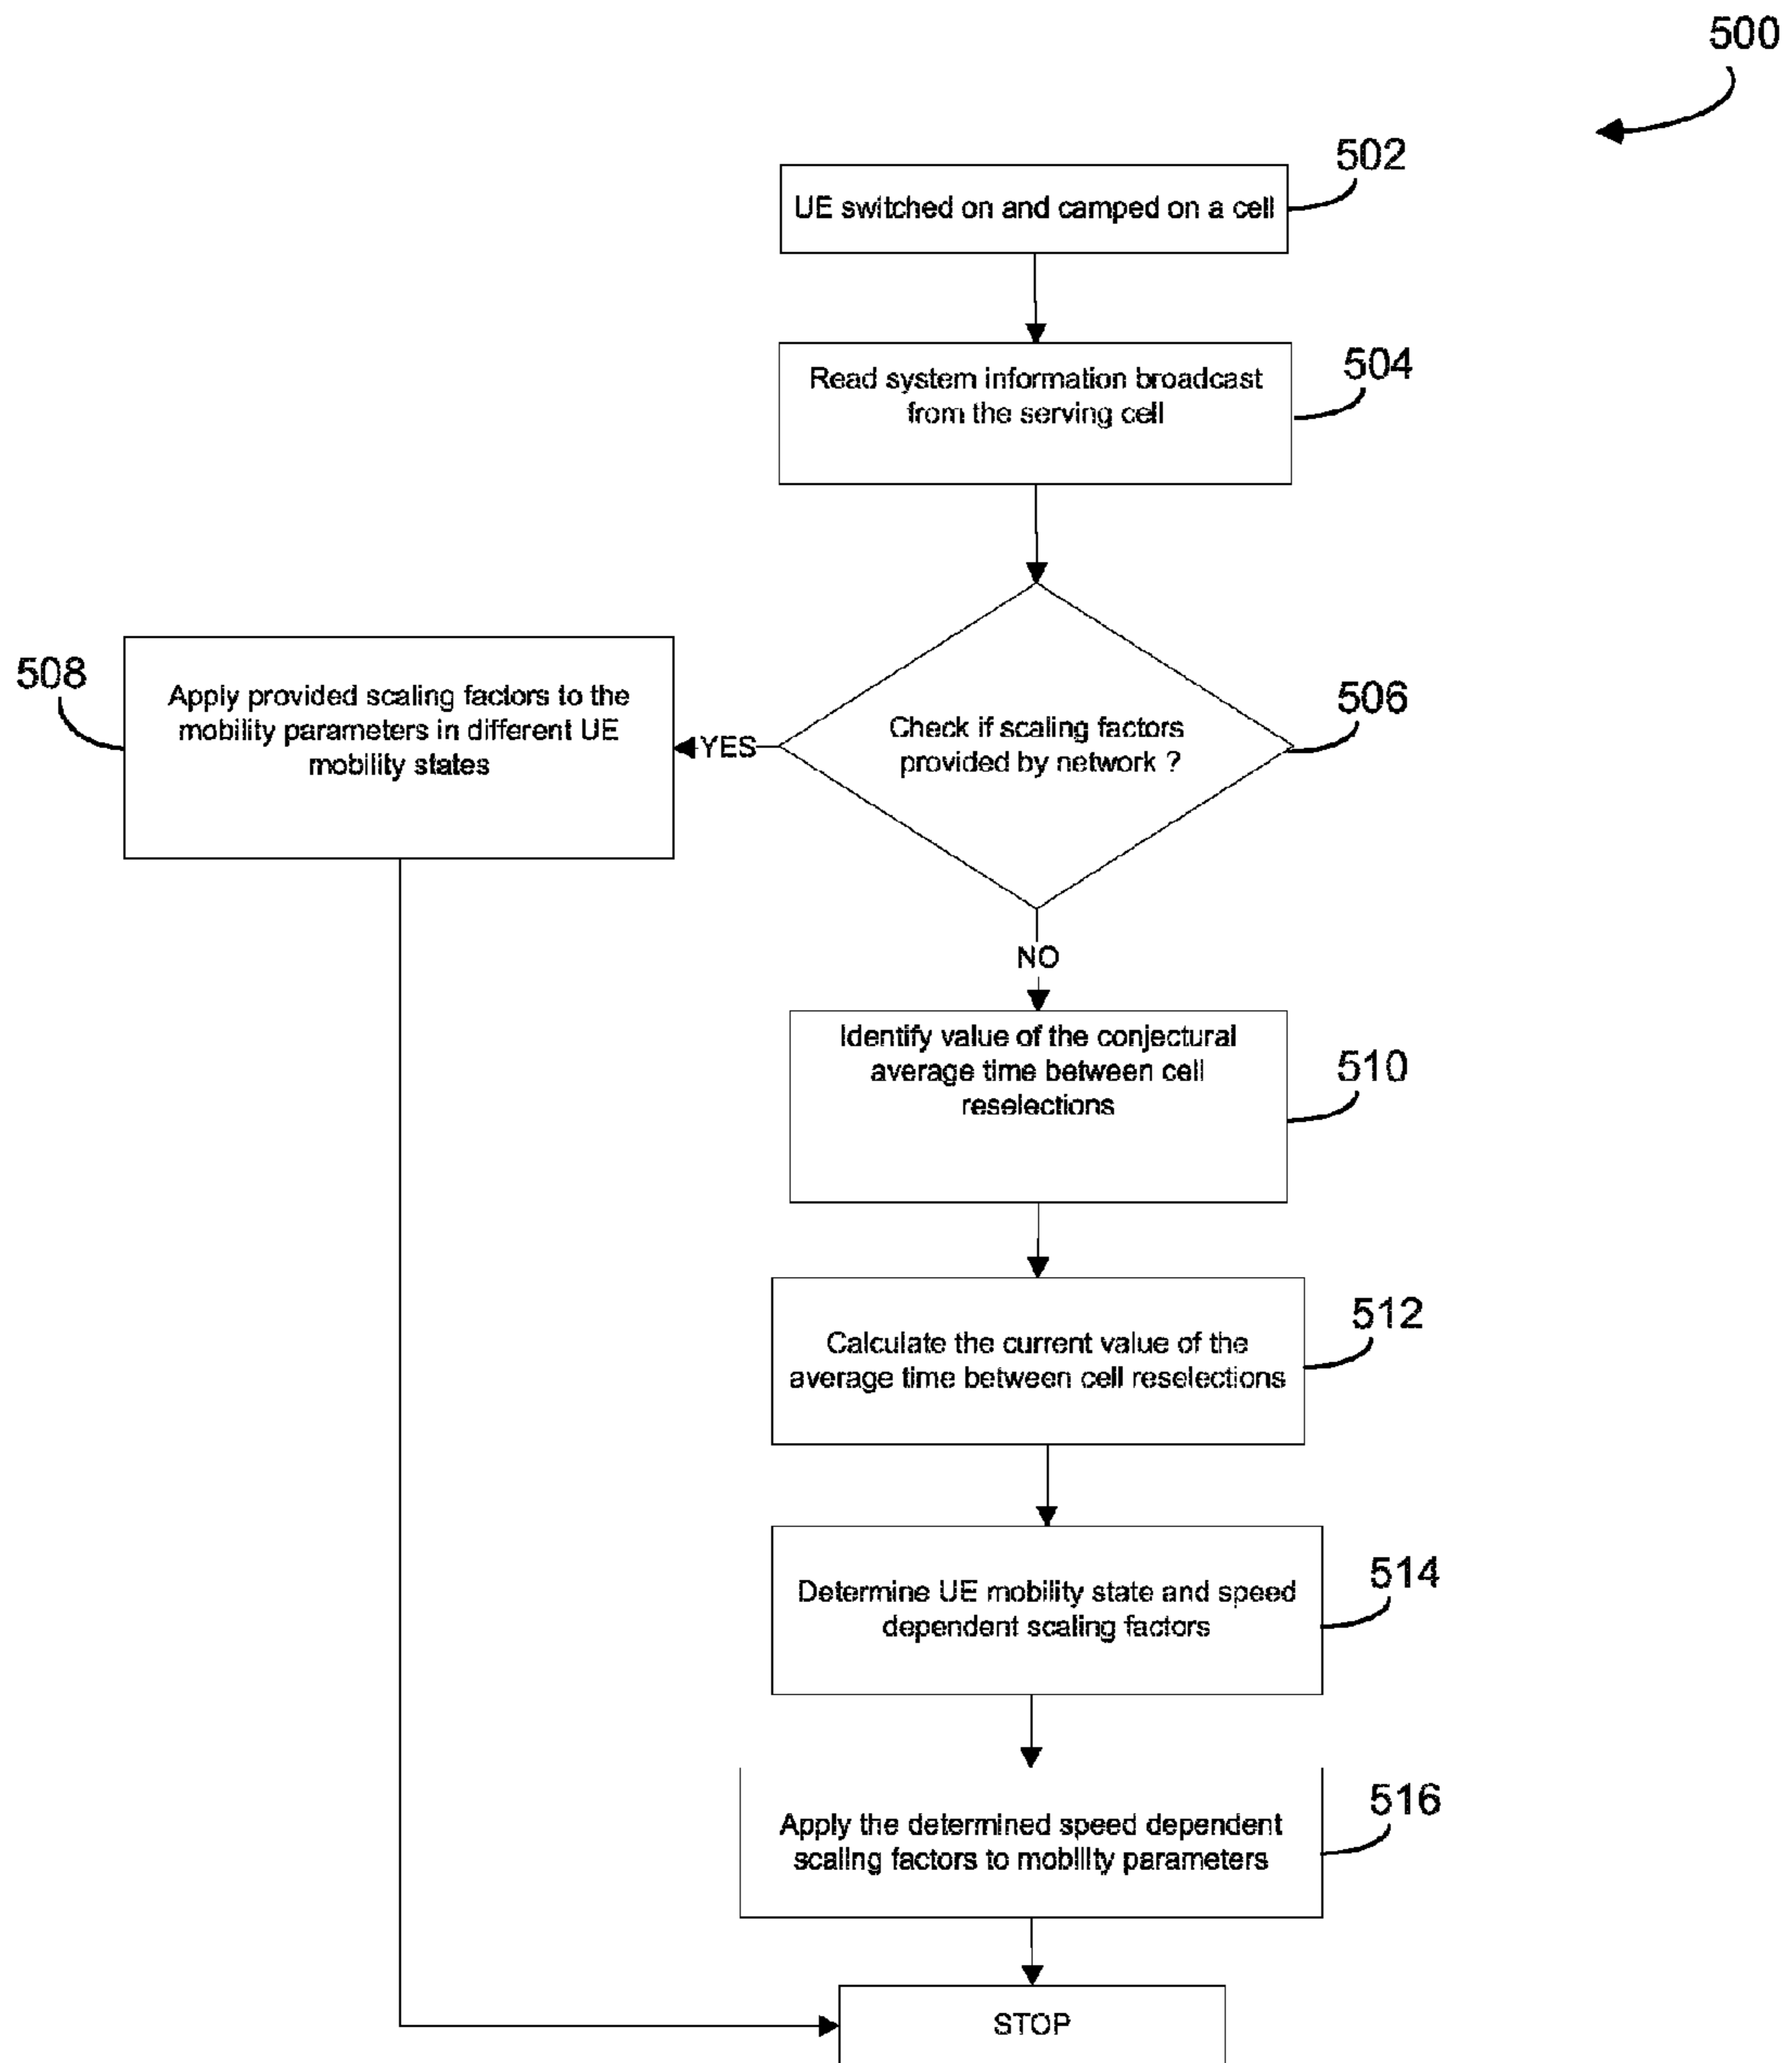 500
502
UE switched on and camped on a cell
504
Read system information broadcast
from the serving cell
506
Check if scaling factors
provided by network ?
YES
508
Apply provided scaling factors to the
mobility parameters in different UE
mobility states
NO
510
Identify value of the conjectural
average time between cell
reselections
512
Calculate the current value of the
average time between cell reselections
514
Determine UE mobility state and speed
dependent scaling factors
516
Apply the determined speed dependent
scaling factors to mobility parameters
STOP